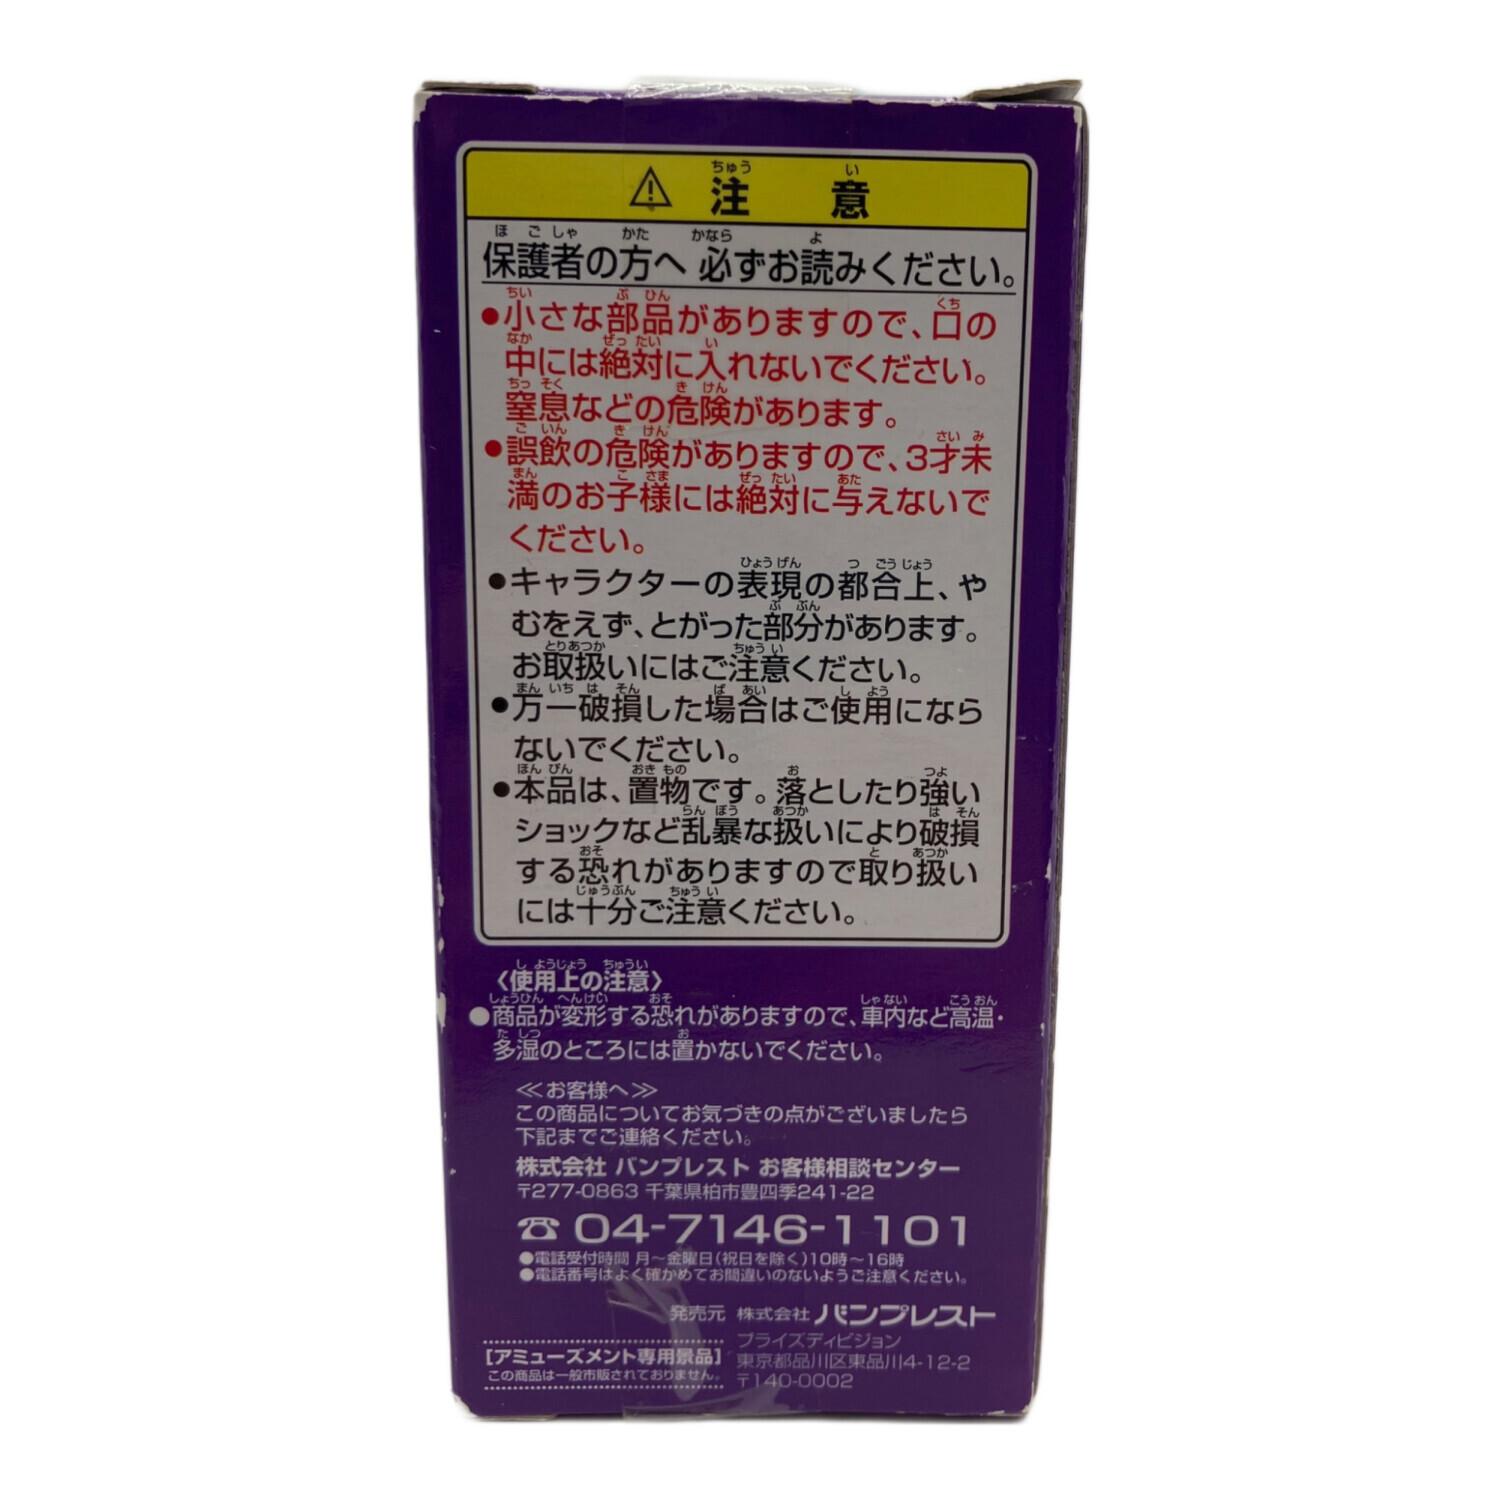 ⚠ 注意
保護者の方へ 必ずお読みください。
●小さな部品がありますので、口の
中には絶対に入れないでください。
窒息などの危険があります。
●誤飲の危険がありますので、3才未
満のお子様には絶対に与えないで
ください。
●キャラクターの表現の都合上、や
むをえず、とがった部分があります。
お取扱いにはご注意ください。
●万一破損した場合はご使用になら
ないでください。
●本品は、置物です。落としたり強い
ショックなど乱暴な扱いにより破損
する恐れがありますので取り扱い
には十分ご注意ください。
〈使用上の注意〉
●商品が変形する恐れがありますので、車内など高温・
多湿のところには置かないでください。
≪お客様へ≫
この商品についてお気づきの点がございましたら
下記までご連絡ください。
株式会社 バンプレスト お客様相談センター
〒277-0863 千葉県柏市豊四季241-22
☎04-7146-1101
●電話受付時間 月～金曜日(祝日を除く)10時～16時
●電話番号はよく確かめてお間違いのないようご注意ください。
発売元 株式会社 バンプレスト
プライズディビジョン
東京都品川区東品川4-12-2
〒140-0002
[アミューズメント専用景品]
この商品は一般市販されておりません。